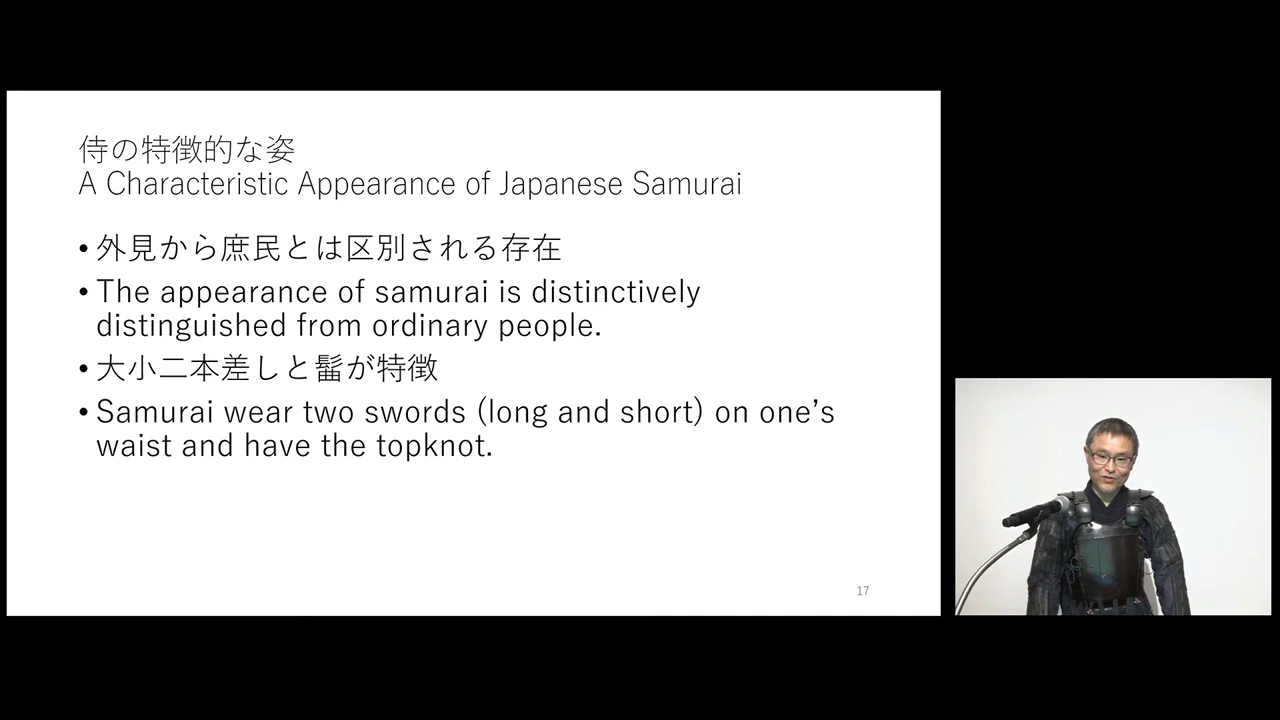 侍の特徴的な姿
A Characteristic Appearance of Japanese Samurai
• 外見から庶民とは区別される存在
• The appearance of samurai is distinctively
distinguished from ordinary people.
• 大小二本差しと髷が特徴
• Samurai wear two swords (long and short) on one’s
waist and have the topknot.
17